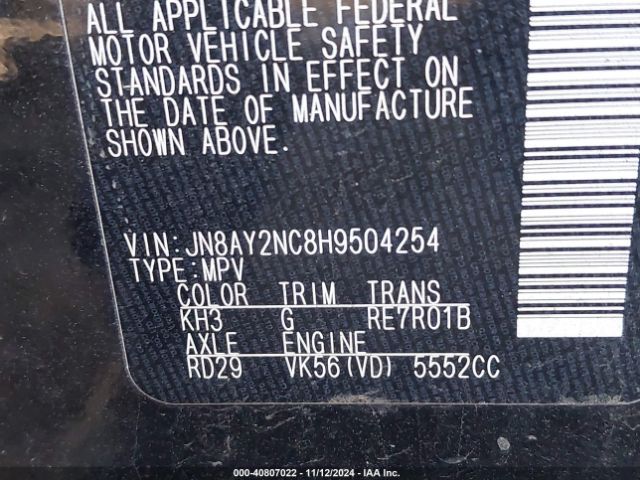 ALL APPLICABLE FEDERAL
MOTOR VEHICLE SAFETY
STANDARDS IN EFFECT ON
THE DATE OF MANUFACTURE
SHOWN ABOVE.
VIN:JN8AY2NC8H9504254
TYPE:MPV
COLOR TRIM TRANS
KH3 G RE7R01B
AXLE ENGINE
RD29 VK56(VD) 5552CC
000-40807022 - 11/12/2024 - IAA Inc.